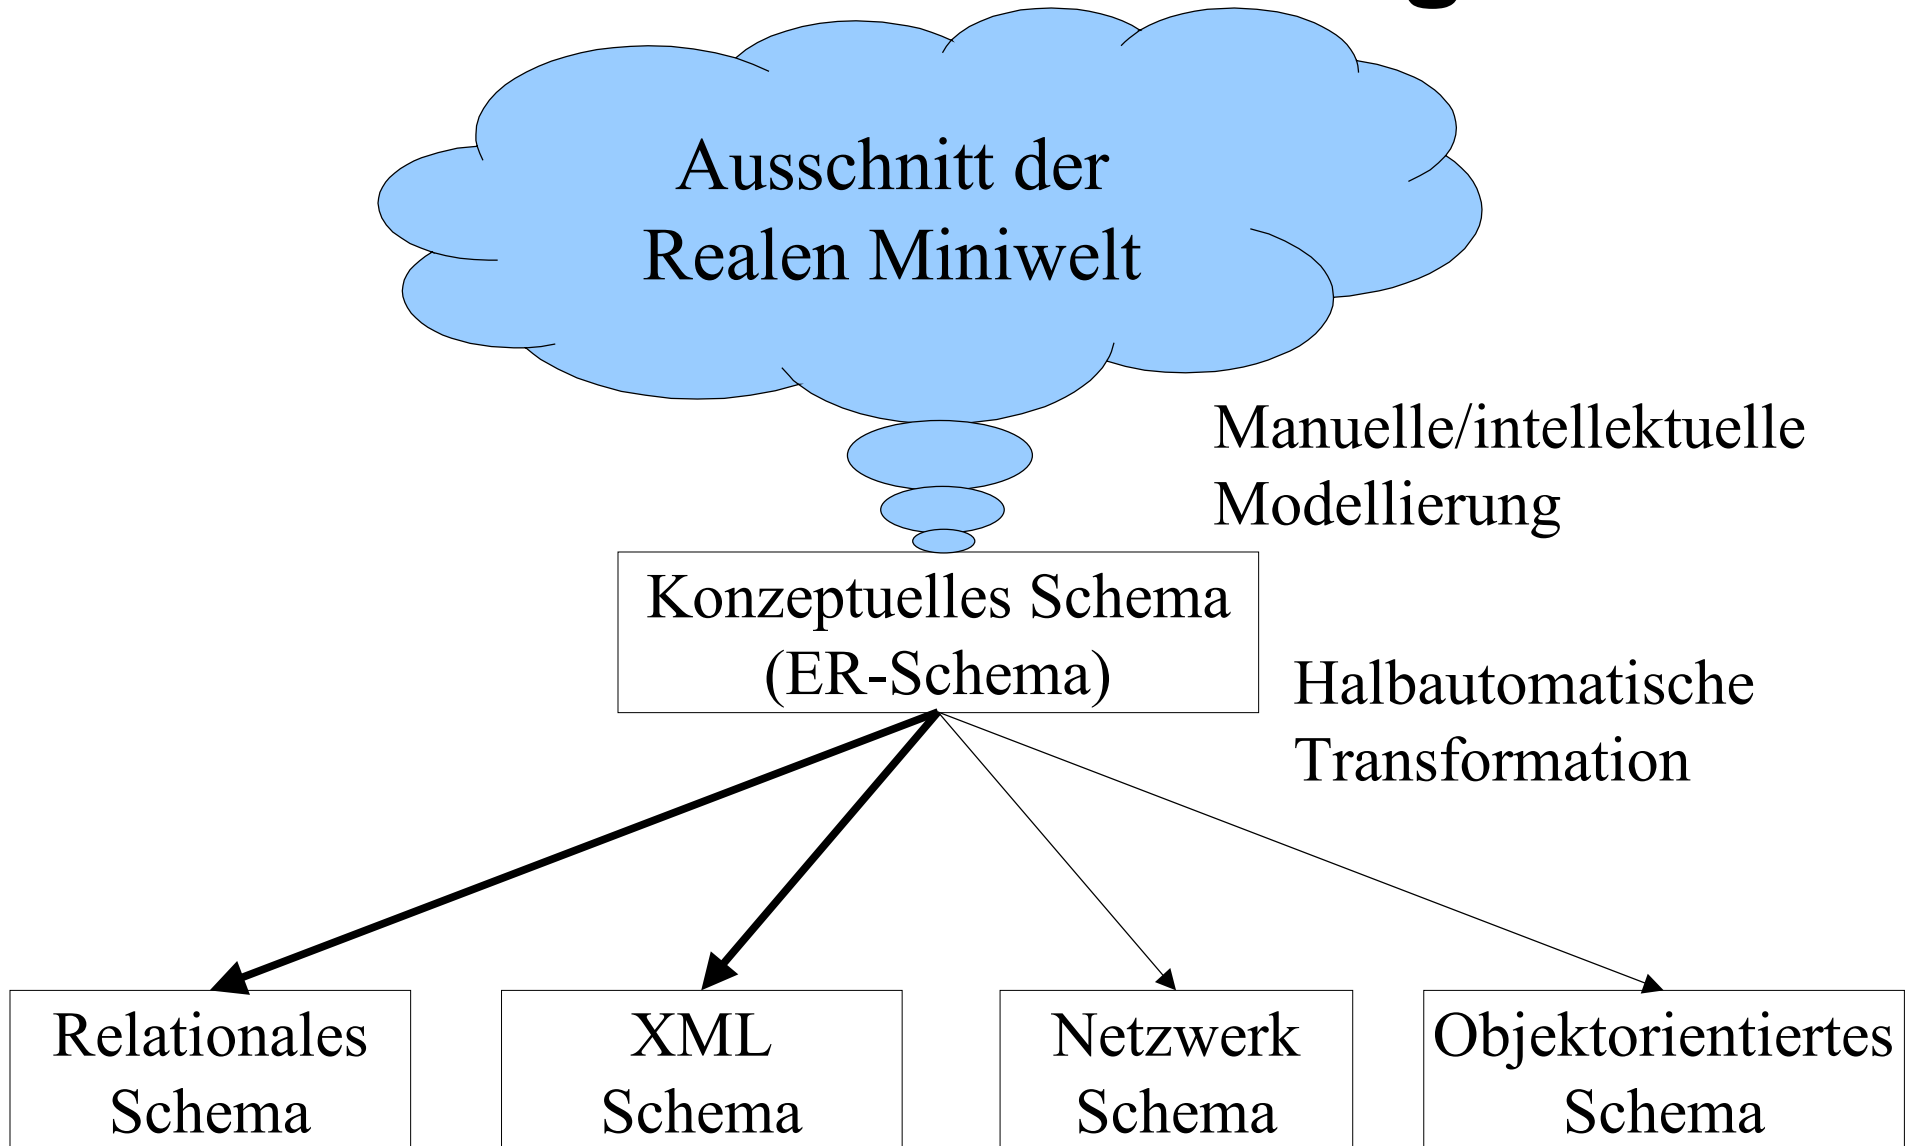 Ausschnitt der
Realen Miniwelt
Manuelle/intellektuelle
Modellierung
Konzeptuelles Schema
(ER-Schema)
Halbautomatische
Transformation
Relationales
Schema
XML
Schema
Netzwerk
Schema
Objektorientiertes
Schema